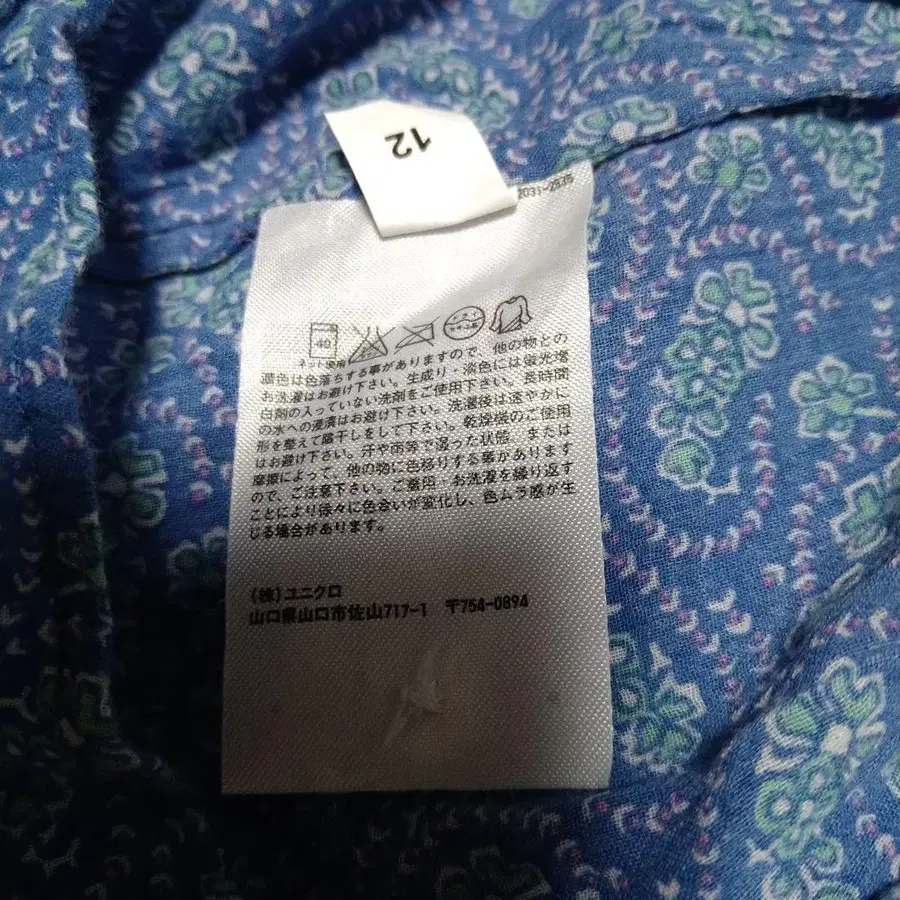 12
2031-2935
40
ネット使用
濃色は色落ちする事がありますので、他の物との
お洗濯はお避け下さい。生成り・淡色には蛍光増
白剤の入っていない洗剤をご使用下さい。長時間
の水への浸漬はお避け下さい。洗濯後は速やかに
形を整えて陰干しをして下さい。乾燥機のご使用
はお避け下さい。汗や雨等で湿った状態、または
摩擦によって、他の物に色移りする事があります
ので、ご注意下さい。ご着用・お洗濯を繰り返す
ことにより徐々に色合いが変化し、色ムラ感が生
じる場合があります。
(株)ユニクロ
山口県山口市佐山717-1 〒754-0894